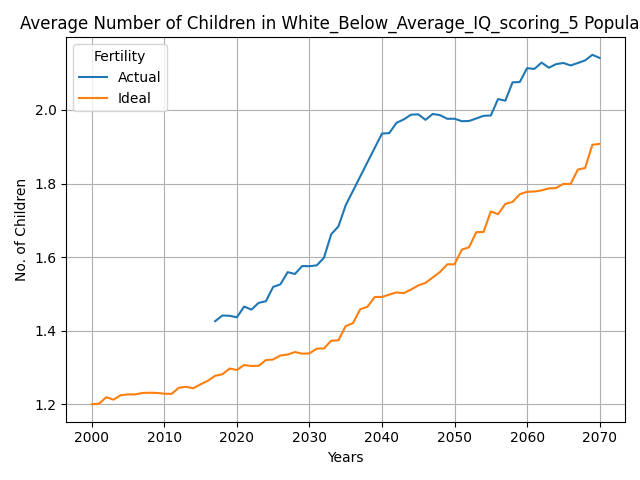 Average Number of Children in White_Below_Average_IQ_scoring_5 Popula
Fertility
Actual
Ideal
No. of Children
2.0
1.8
1.6
1.4
1.2
2000 2010 2020 2030 2040 2050 2060 2070
Years